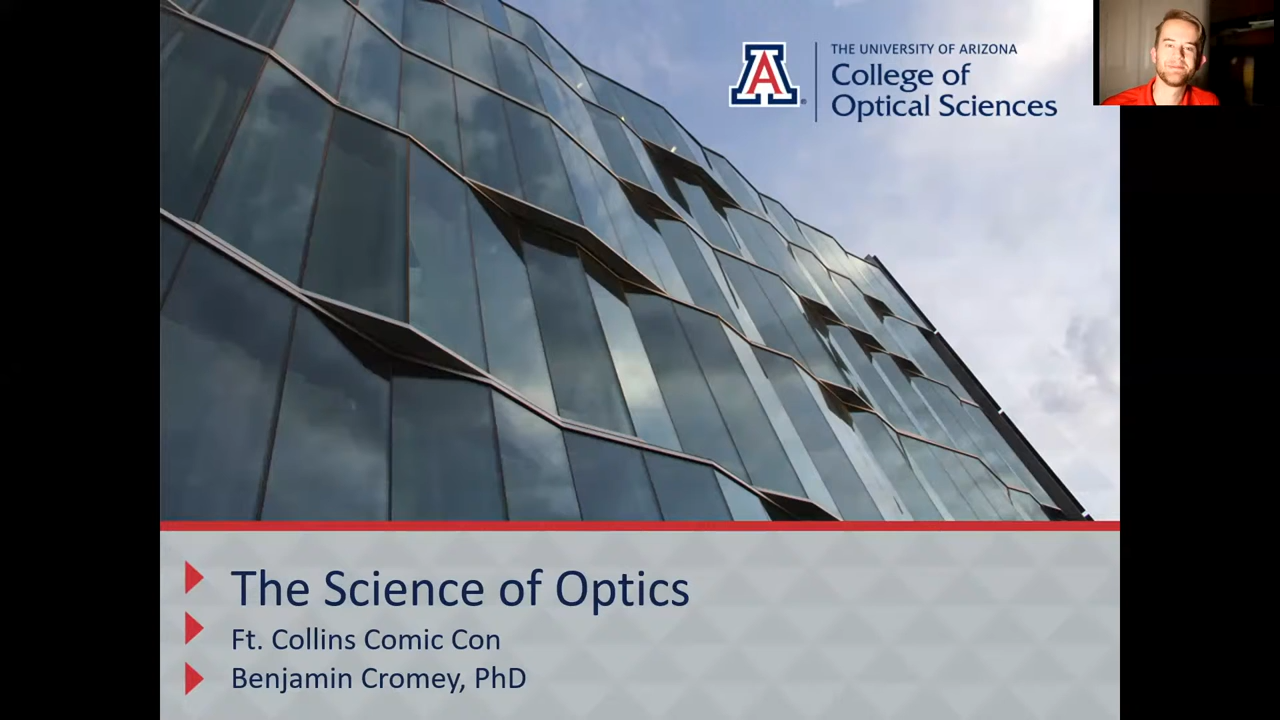 THE UNIVERSITY OF ARIZONA
College of
Optical Sciences
The Science of Optics
Ft. Collins Comic Con
Benjamin Cromey, PhD